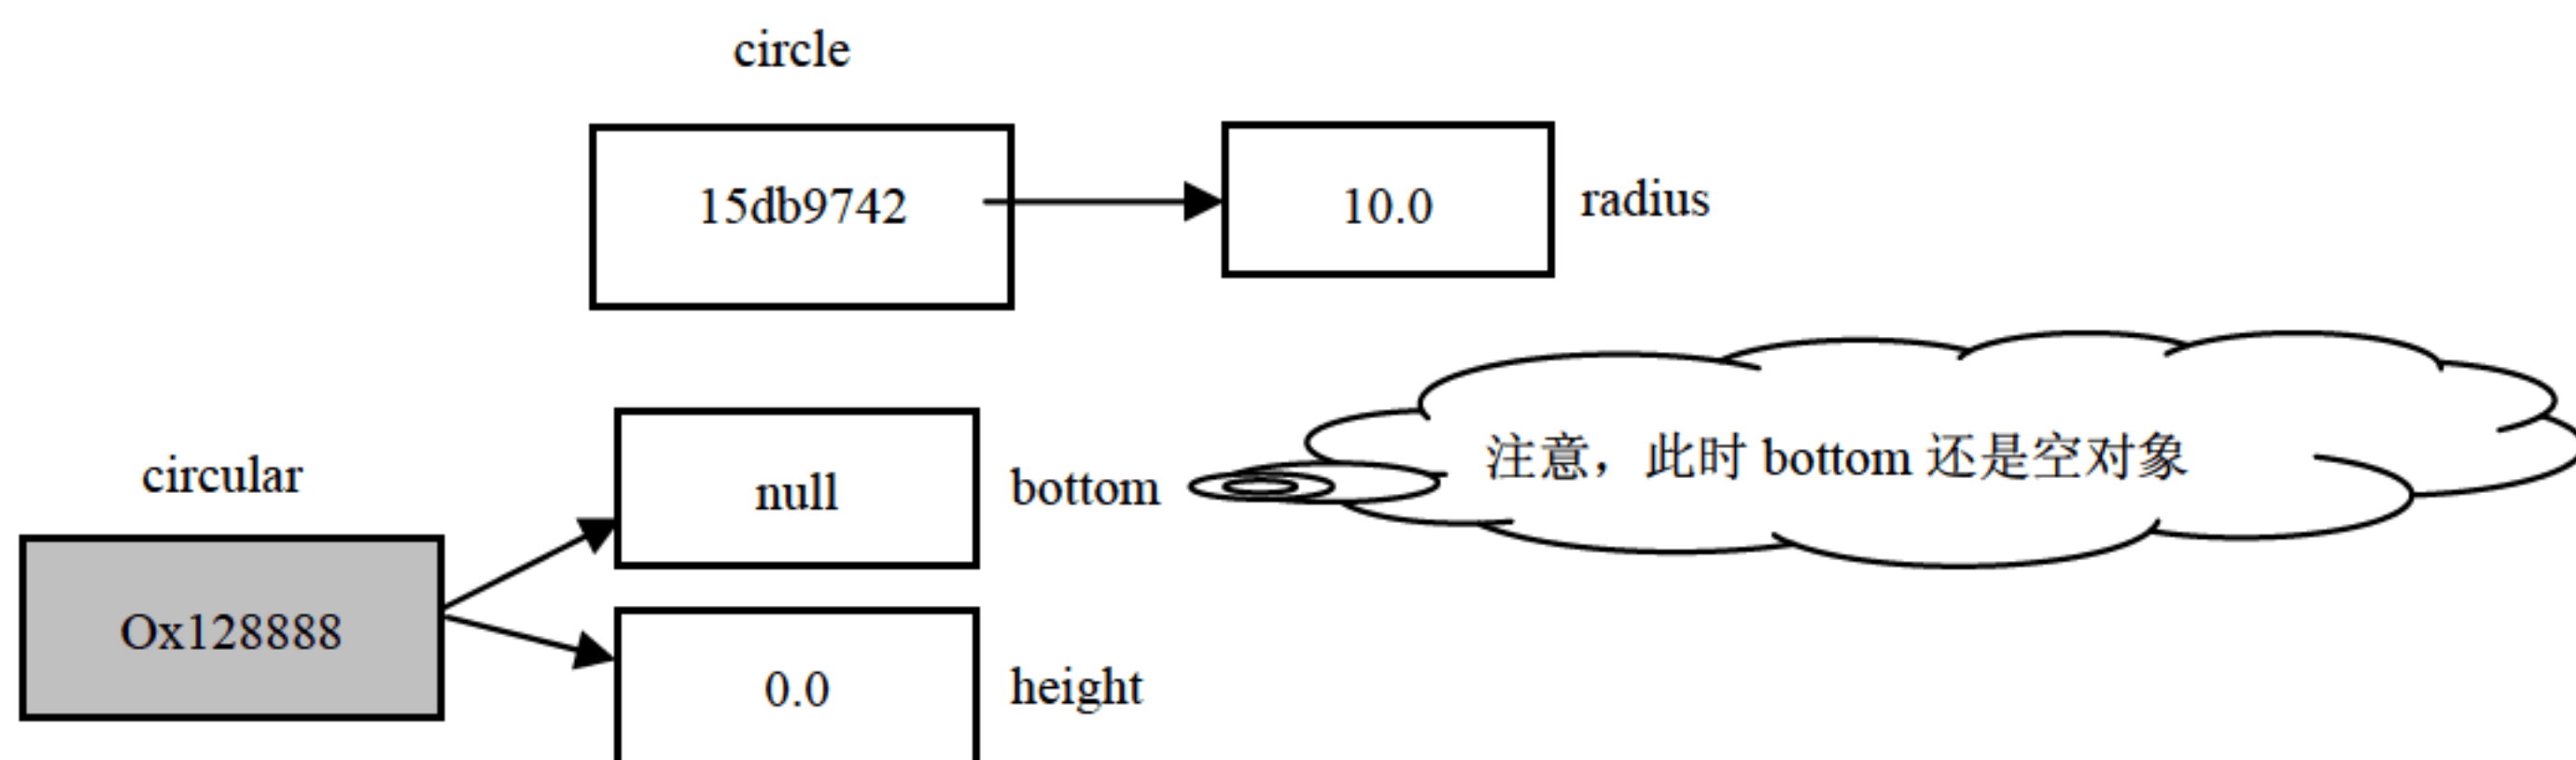 circle
15db9742
10.0
radius
注意，此时 bottom 还是空对象
circular
null
bottom
Ox128888
0.0
height